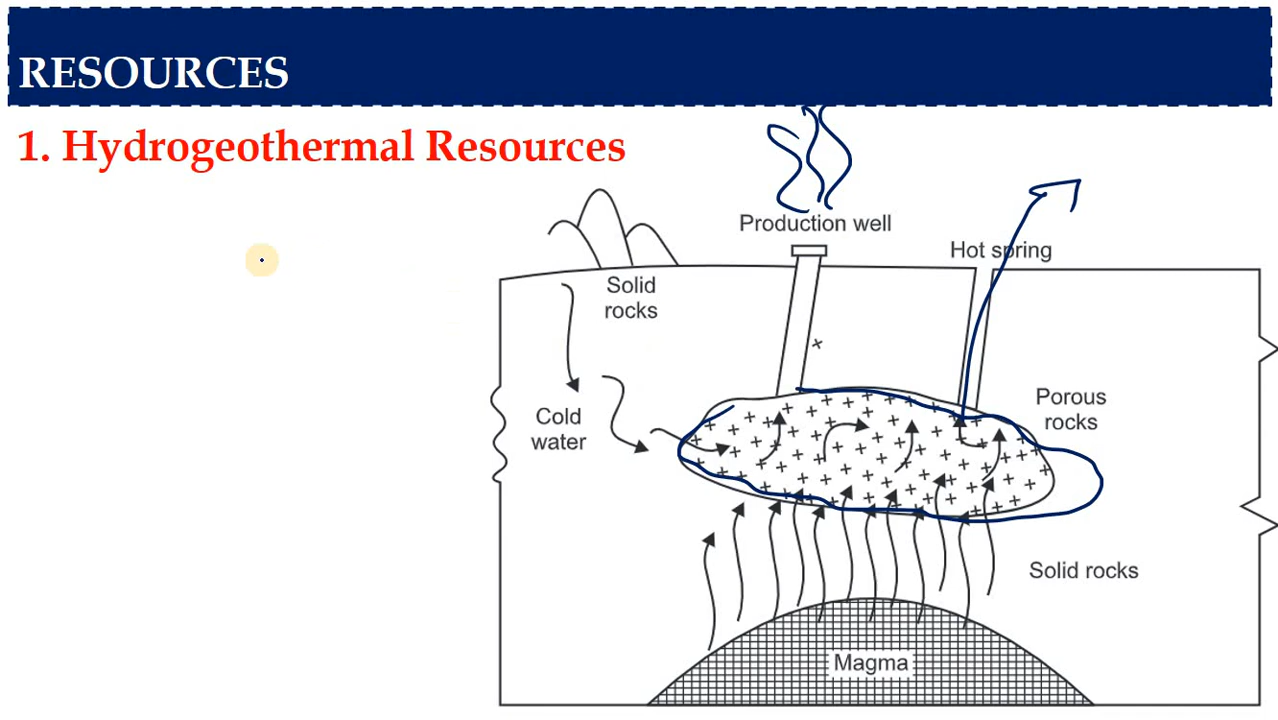 RESOURCES
1. Hydrogeothermal Resources
Production well
Hot spring
Solid
rocks
Porous
rocks
Cold
water
Solid rocks
Magma